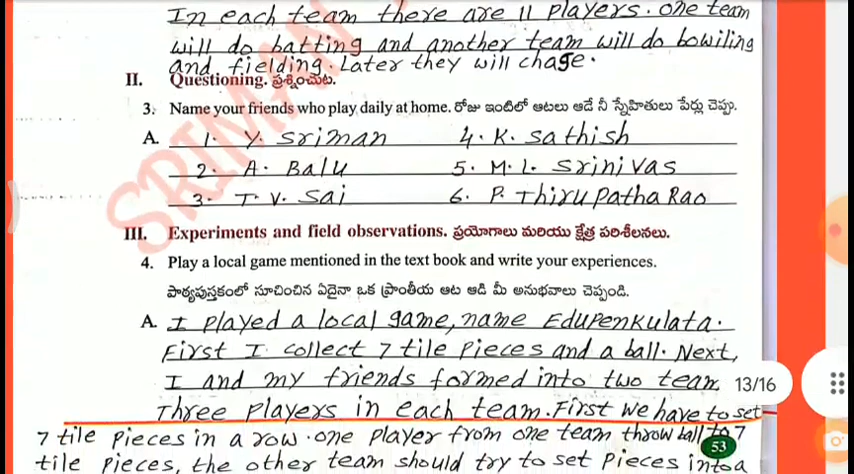 In each team there are 11 players. one team
will do batting and another team will do bowiling
and fielding. Later they will chase.
II. Questioning. ప్రశ్నించుట.
3. Name your friends who play daily at home. రోజు ఇంటిలో ఆటలు ఆడే నీ స్నేహితులు పేర్లు చెప్పు.
A. 1. Y. Sriman 4. K. Sathish
2. A. Balu 5. M. L. Srinivas
3. T. V. Sai 6. P. Thirupatha Rao
III. Experiments and field observations. ప్రయోగాలు మరియు క్షేత్ర పరిశీలనలు.
4. Play a local game mentioned in the text book and write your experiences.
పాఠ్యపుస్తకంలో సూచించిన ఏదైనా ఒక ప్రాంతీయ ఆట ఆడి మీ అనుభవాలు చెప్పండి.
A. I played a local game, name Edupenkulata.
First I collect 7 tile pieces and a ball. Next,
I and my friends formed into two team
13/16
Three players in each team. First we have to set
7 tile pieces in a row. one player from one team throw ball to 7
53
tile pieces, the other team should try to set pieces into a
SRIMAN